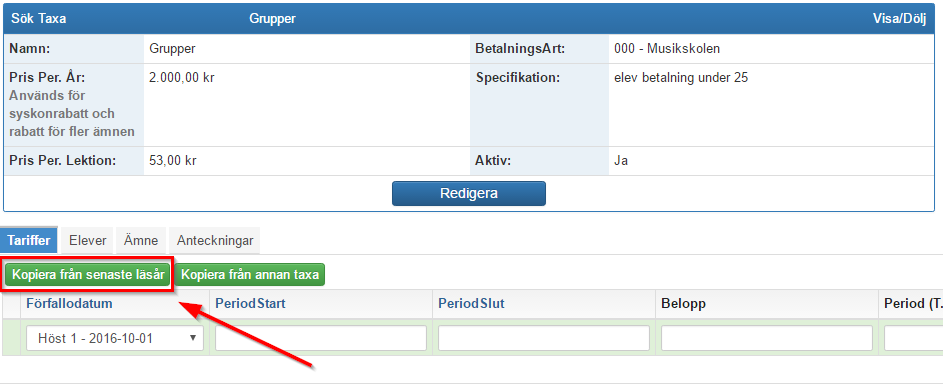 Sök Taxa Grupper Visa/Dölj
Namn: Grupper BetalningsArt: 000 - Musikskolen
Pris Per. År: 2.000,00 kr Specifikation: elev betalning under 25
Används för
syskonrabatt och
rabatt för fler ämnen
Pris Per. Lektion: 53,00 kr Aktiv: Ja
Redigera
Tariffer Elever Ämne Anteckningar
Kopiera från senaste läsår Kopiera från annan taxa
Förfallodatum PeriodStart PeriodSlut Belopp Period (T.
Höst 1 - 2016-10-01